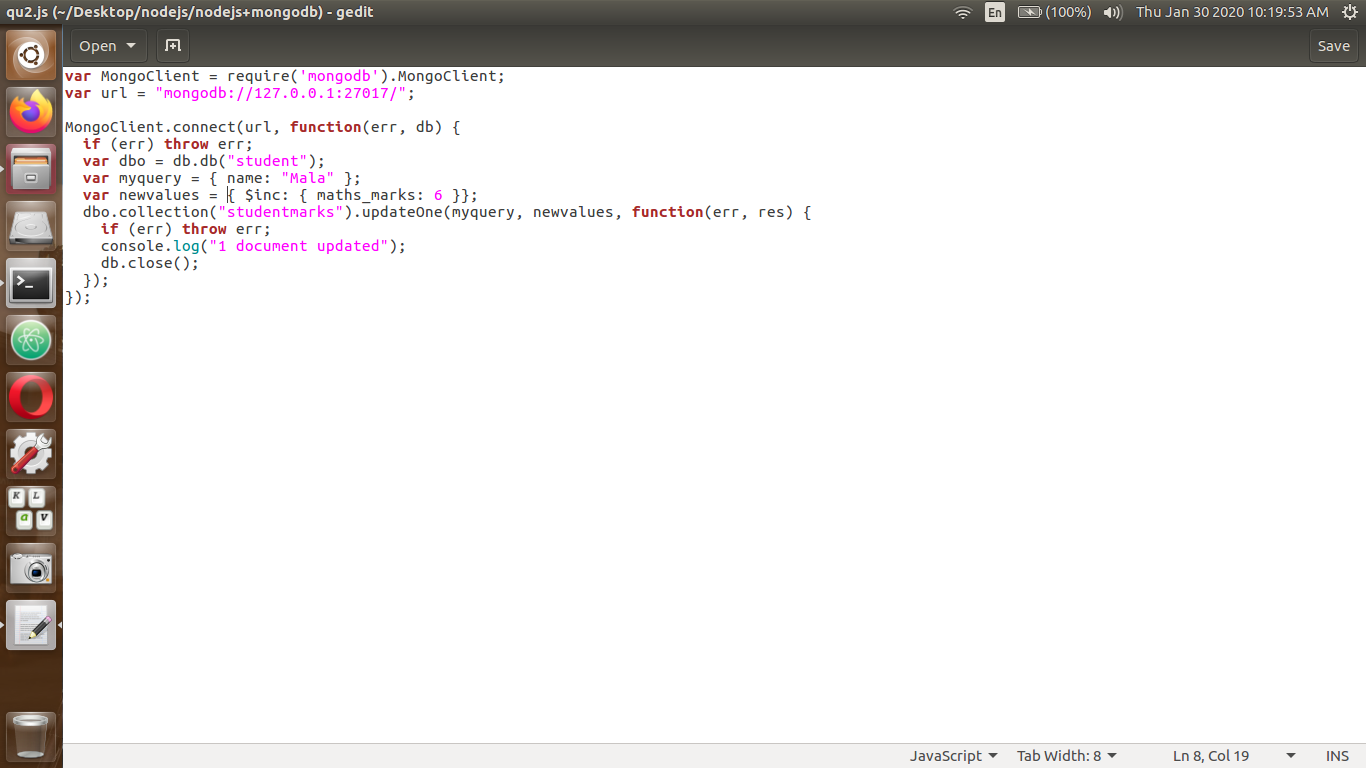 qu2.js (~/Desktop/nodejs/nodejs+mongodb) - gedit
En
(100%)
Thu Jan 30 2020 10:19:53 AM
Open
Save
var MongoClient = require('mongodb').MongoClient;
var url = "mongodb://127.0.0.1:27017/";
MongoClient.connect(url, function(err, db) {
  if (err) throw err;
  var dbo = db.db("student");
  var myquery = { name: "Mala" };
  var newvalues = { $inc: { maths_marks: 6 }};
  dbo.collection("studentmarks").updateOne(myquery, newvalues, function(err, res) {
    if (err) throw err;
    console.log("1 document updated");
    db.close();
  });
});
K L
a v
JavaScript
Tab Width: 8
Ln 8, Col 19
INS